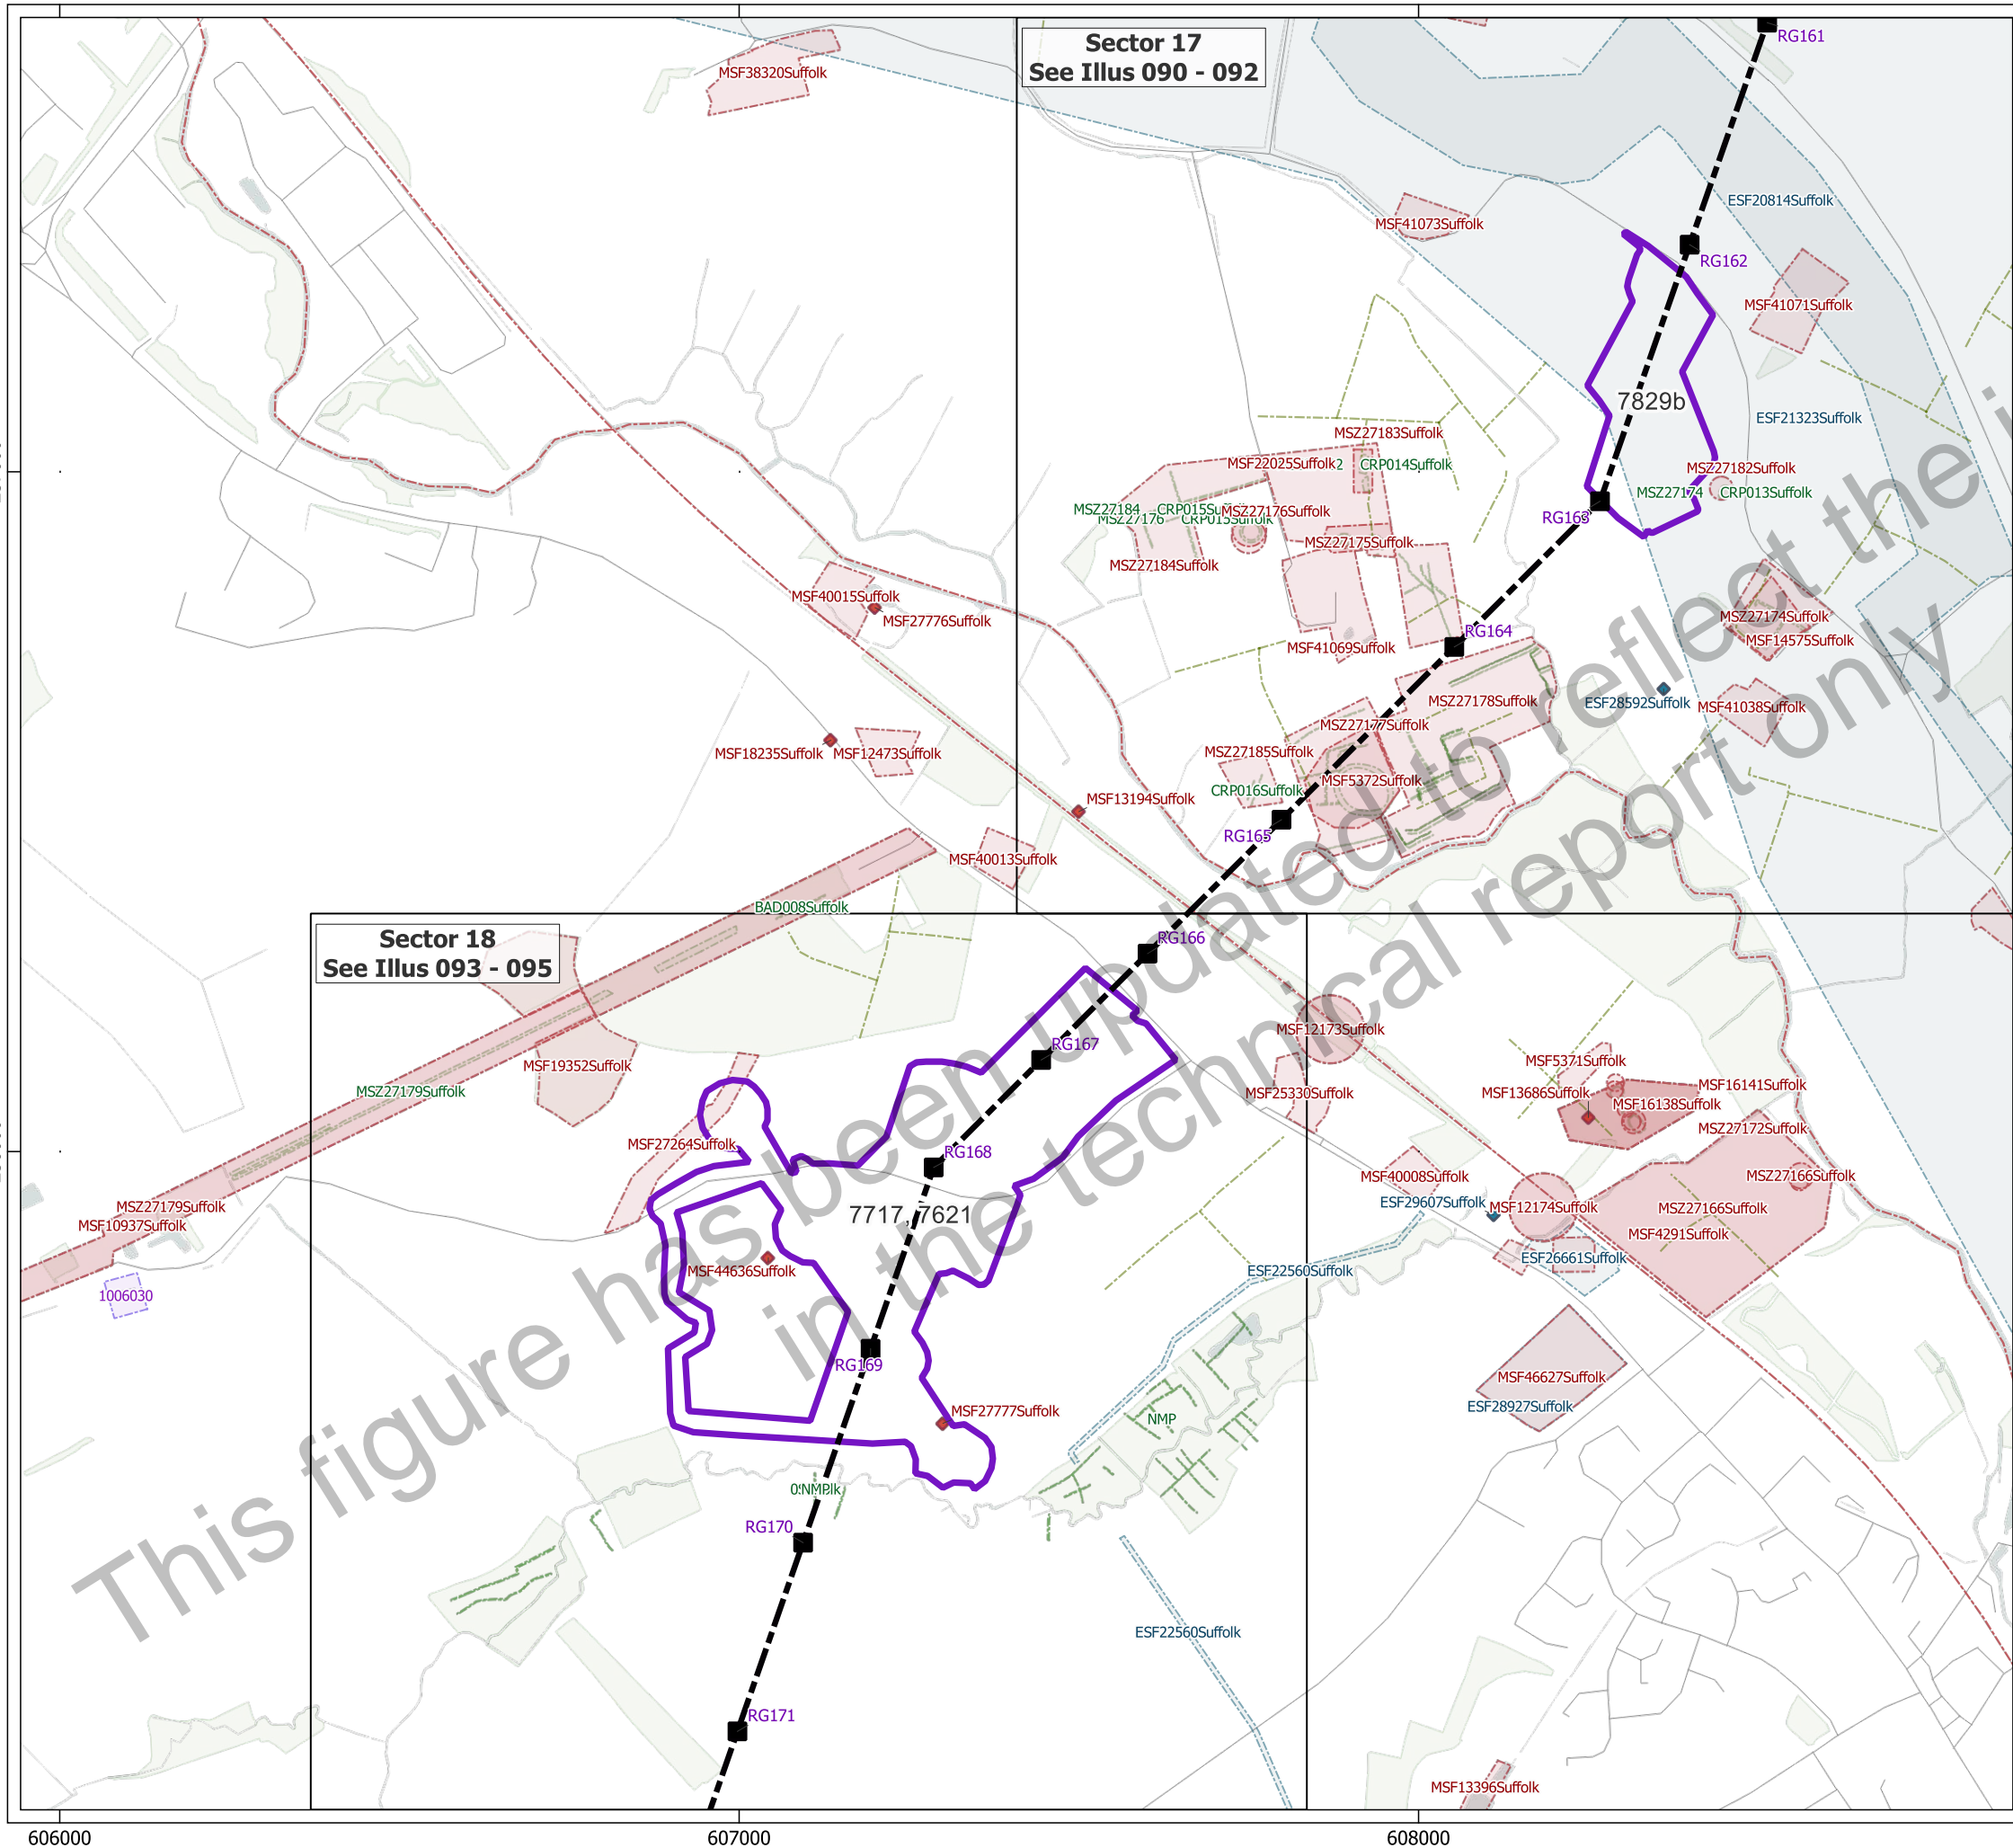 Sector 17
See Illus 090 - 092
RG161
MSF38320Suffolk
ESF20814Suffolk
MSF41073Suffolk
RG162
MSF41071Suffolk
7829b
ESF21323Suffolk
MSZ27183Suffolk
MSF22025Suffolk
CRP014Suffolk
MSZ27182Suffolk
MSZ27174
CRP013Suffolk
MSZ27184
MSZ27176
CRP015Suffolk
MSZ27176Suffolk
RG163
MSZ27175Suffolk
MSZ27184Suffolk
MSF40015Suffolk
MSF27776Suffolk
MSZ27174Suffolk
RG164
MSF14575Suffolk
MSF41069Suffolk
MSZ27178Suffolk
ESF28592Suffolk
MSF41038Suffolk
MSZ27177Suffolk
MSF18235Suffolk
MSF12473Suffolk
MSZ27185Suffolk
MSF5372Suffolk
CRP016Suffolk
MSF13194Suffolk
RG165
MSF40013Suffolk
BAD008Suffolk
Sector 18
See Illus 093 - 095
RG166
MSF12173Suffolk
RG167
MSF19352Suffolk
MSF5371Suffolk
MSZ27179Suffolk
MSF25330Suffolk
MSF13686Suffolk
MSF16141Suffolk
MSF16138Suffolk
MSZ27172Suffolk
MSF27264Suffolk
RG168
MSF40008Suffolk
MSZ27166Suffolk
ESF29607Suffolk
MSZ27179Suffolk
MSF12174Suffolk
MSZ27166Suffolk
7717, 7621
MSF10937Suffolk
MSF4291Suffolk
ESF26661Suffolk
MSF44636Suffolk
ESF22560Suffolk
1006030
RG169
MSF46627Suffolk
ESF28927Suffolk
MSF27777Suffolk
NMP
RG170
ESF22560Suffolk
RG171
MSF13396Suffolk
606000
607000
608000
This figure has been updated to reflect the i
in the technical report only